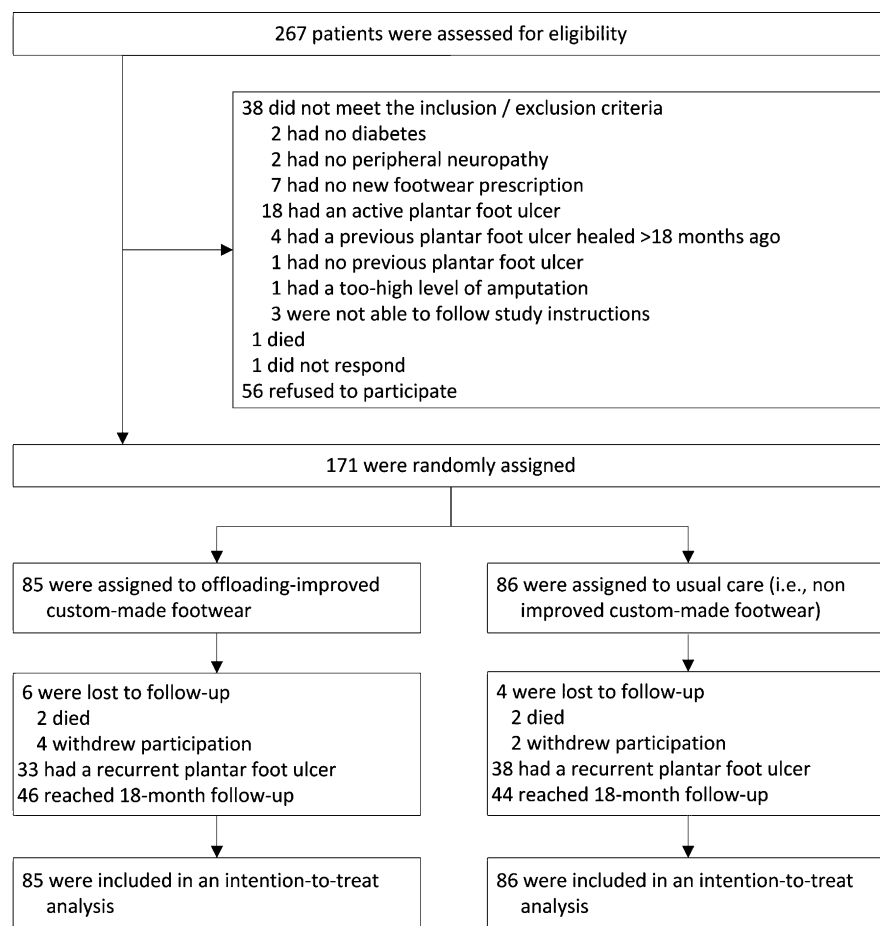 267 patients were assessed for eligibility
38 did not meet the inclusion / exclusion criteria
2 had no diabetes
2 had no peripheral neuropathy
7 had no new footwear prescription
18 had an active plantar foot ulcer
4 had a previous plantar foot ulcer healed >18 months ago
1 had no previous plantar foot ulcer
1 had a too-high level of amputation
3 were not able to follow study instructions
1 died
1 did not respond
56 refused to participate
171 were randomly assigned
85 were assigned to offloading-improved
custom-made footwear
86 were assigned to usual care (i.e., non
improved custom-made footwear)
6 were lost to follow-up
2 died
4 withdrew participation
33 had a recurrent plantar foot ulcer
46 reached 18-month follow-up
4 were lost to follow-up
2 died
2 withdrew participation
38 had a recurrent plantar foot ulcer
44 reached 18-month follow-up
85 were included in an intention-to-treat
analysis
86 were included in an intention-to-treat
analysis